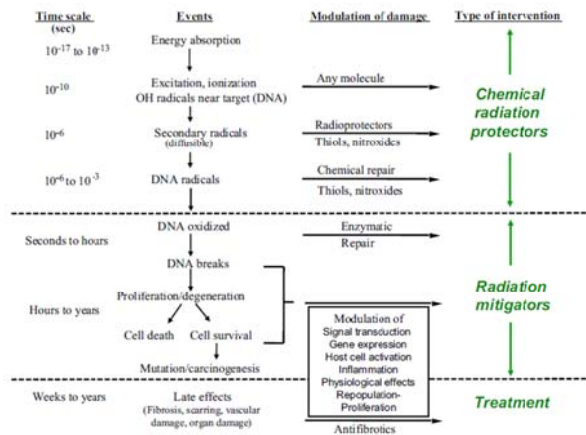 Time scale Events Modulation of damage Type of intervention
(sec)
10-17 to 10-13 Energy absorption
10-10 Excitation, ionization Any molecule
OH radicals near target (DNA)
Chemical
radiation
protectors
10-6 Secondary radicals Radioprotectors
(diffusible) Thiols, nitroxides
10-6 to 10-3 DNA radicals Chemical repair
Thiols, nitroxides
Seconds to hours DNA oxidized Enzymatic
Repair
DNA breaks
Radiation
mitigators
Hours to years Proliferation/degeneration
Cell death Cell survival
Mutation/carcinogenesis
Modulation of
Signal transduction
Gene expression
Host cell activation
Inflammation
Physiological effects
Repopulation-
Proliferation
Weeks to years Late effects Treatment
(Fibrosis, scarring, vascular
damage, organ damage)
Antifibrotics